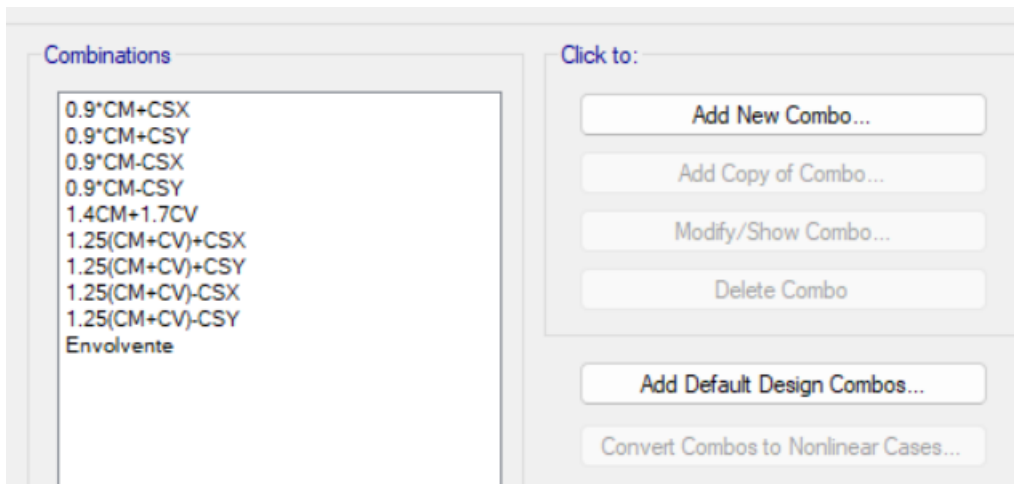 Combinations
0.9*CM+CSX
0.9*CM+CSY
0.9*CM-CSX
0.9*CM-CSY
1.4CM+1.7CV
1.25(CM+CV)+CSX
1.25(CM+CV)+CSY
1.25(CM+CV)-CSX
1.25(CM+CV)-CSY
Envolvente
Click to:
Add New Combo...
Add Copy of Combo...
Modify/Show Combo...
Delete Combo
Add Default Design Combos...
Convert Combos to Nonlinear Cases...